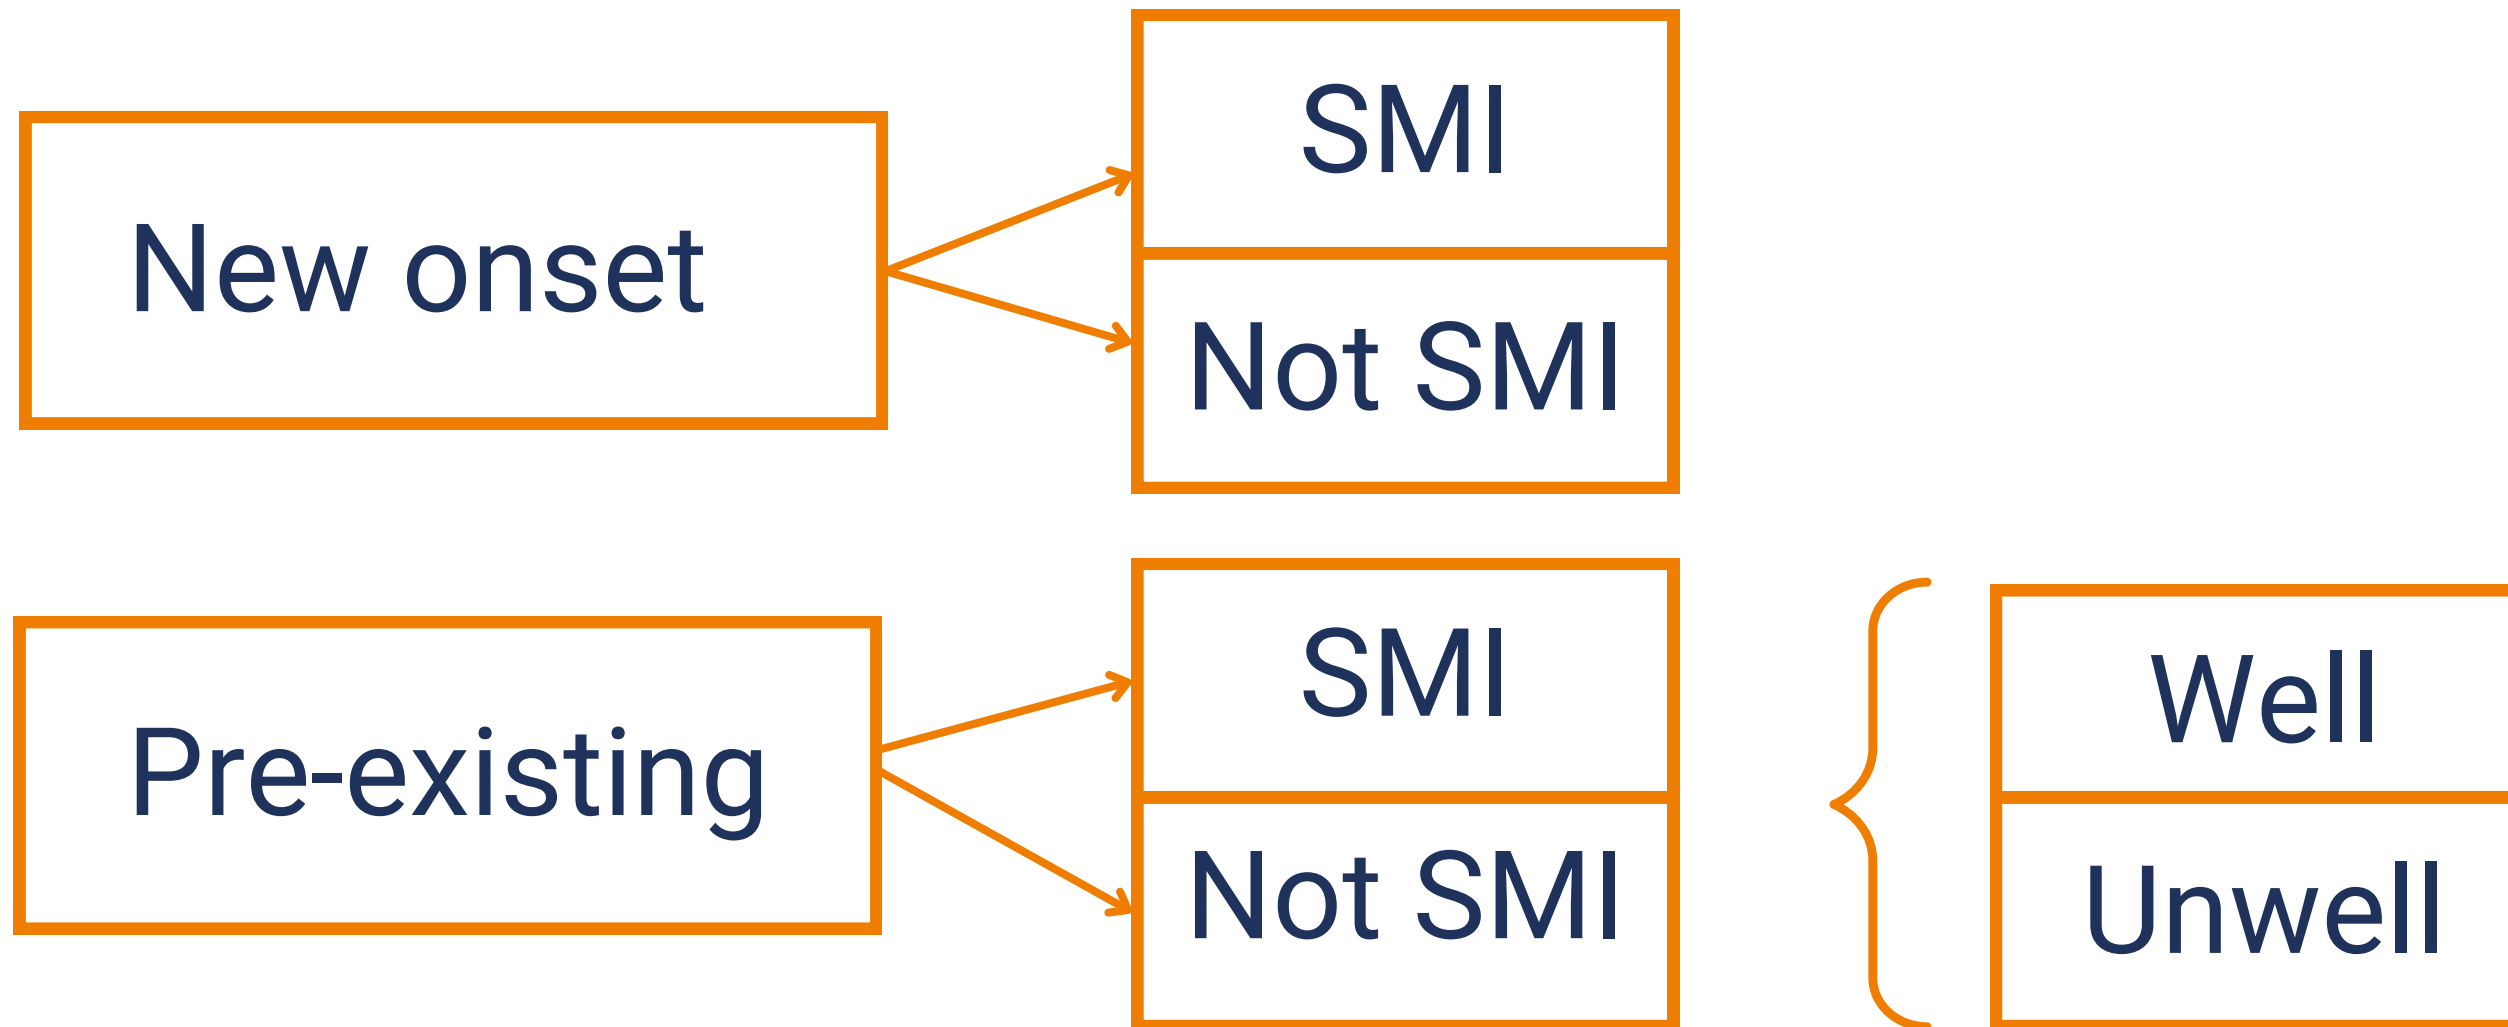 New onset
SMI
Not SMI
Pre-existing
SMI
Not SMI
Well
Unwell